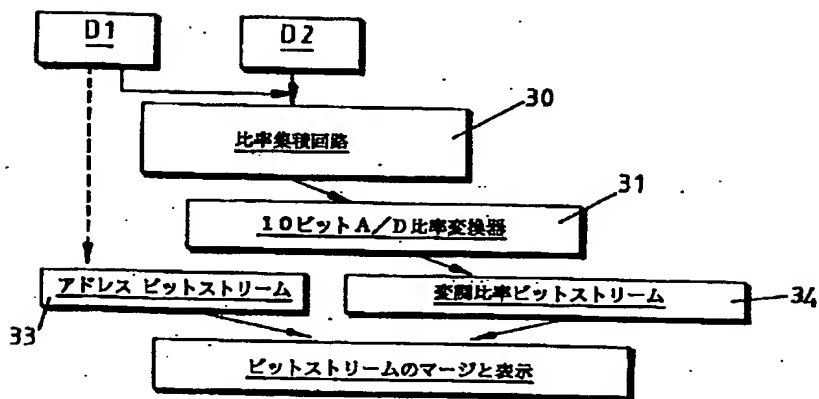 D1
D2
30
比率集積回路
31
10ビットA/D比率変換器
アドレス ビットストリーム
変調比率ビットストリーム
33
34
ビットストリームのマージと表示